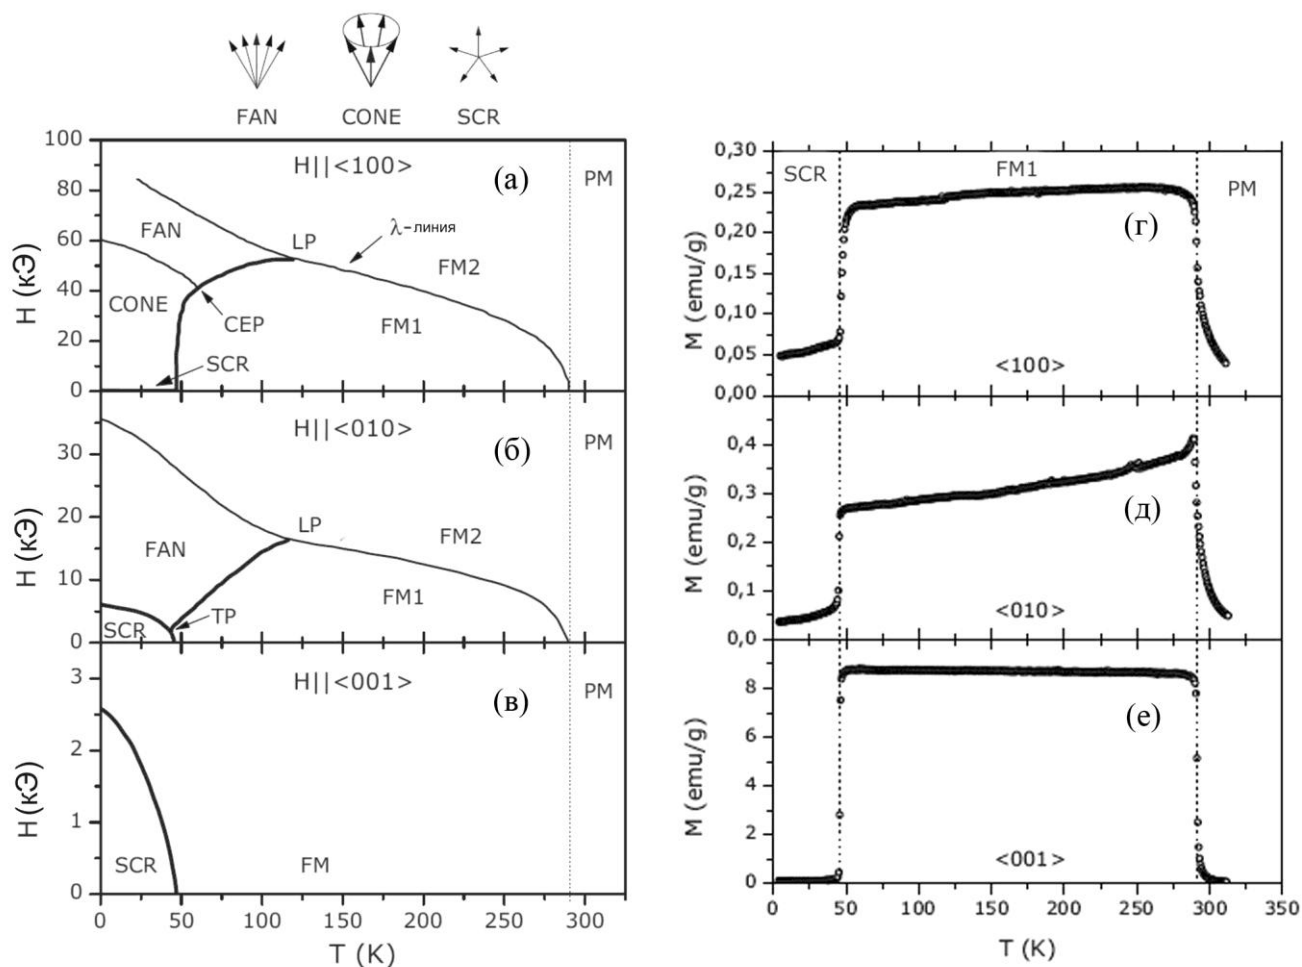 FAN CONE SCR
100
80
60
40
20
0
H (кЭ)
H||<100>
(а)
PM
λ-линия
LP
FAN
FM2
CONE
CEP
FM1
SCR
30
20
10
0
H (кЭ)
H||<010>
(б)
PM
LP
FM2
FAN
FM1
TP
SCR
3
2
1
0
H (кЭ)
H||<001>
(в)
PM
SCR
FM
0 50 100 150 200 250 300
T (K)
0,30
0,25
0,20
0,15
0,10
0,05
0,00
M (emu/g)
SCR
FM1
PM
(г)
<100>
0,4
0,3
0,2
0,1
0,0
M (emu/g)
(д)
<010>
8
6
4
2
0
M (emu/g)
(е)
<001>
0 50 100 150 200 250 300 350
T (K)